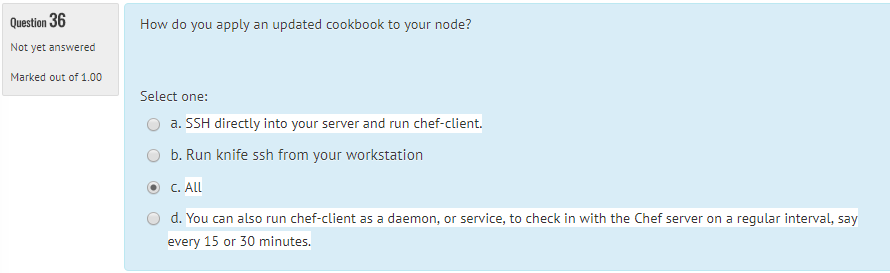 Question 36
Not yet answered
Marked out of 1.00
How do you apply an updated cookbook to your node?
Select one:
a. SSH directly into your server and run chef-client.
b. Run knife ssh from your workstation
c. All
d. You can also run chef-client as a daemon, or service, to check in with the Chef server on a regular interval, say
every 15 or 30 minutes.